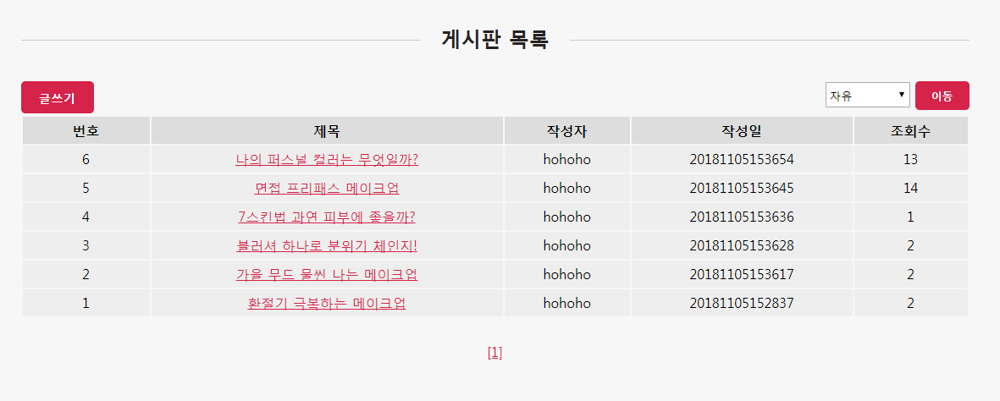 게시판 목록
글쓰기 자유 이동
번호 제목 작성자 작성일 조회수
6 나의 퍼스널 컬러는 무엇일까? hohoho 20181105153654 13
5 면접 프리패스 메이크업 hohoho 20181105153645 14
4 7스킨법 과연 피부에 좋을까? hohoho 20181105153636 1
3 블러셔 하나로 분위기 체인지! hohoho 20181105153628 2
2 가을 무드 물씬 나는 메이크업 hohoho 20181105153617 2
1 환절기 극복하는 메이크업 hohoho 20181105152837 2
[1]